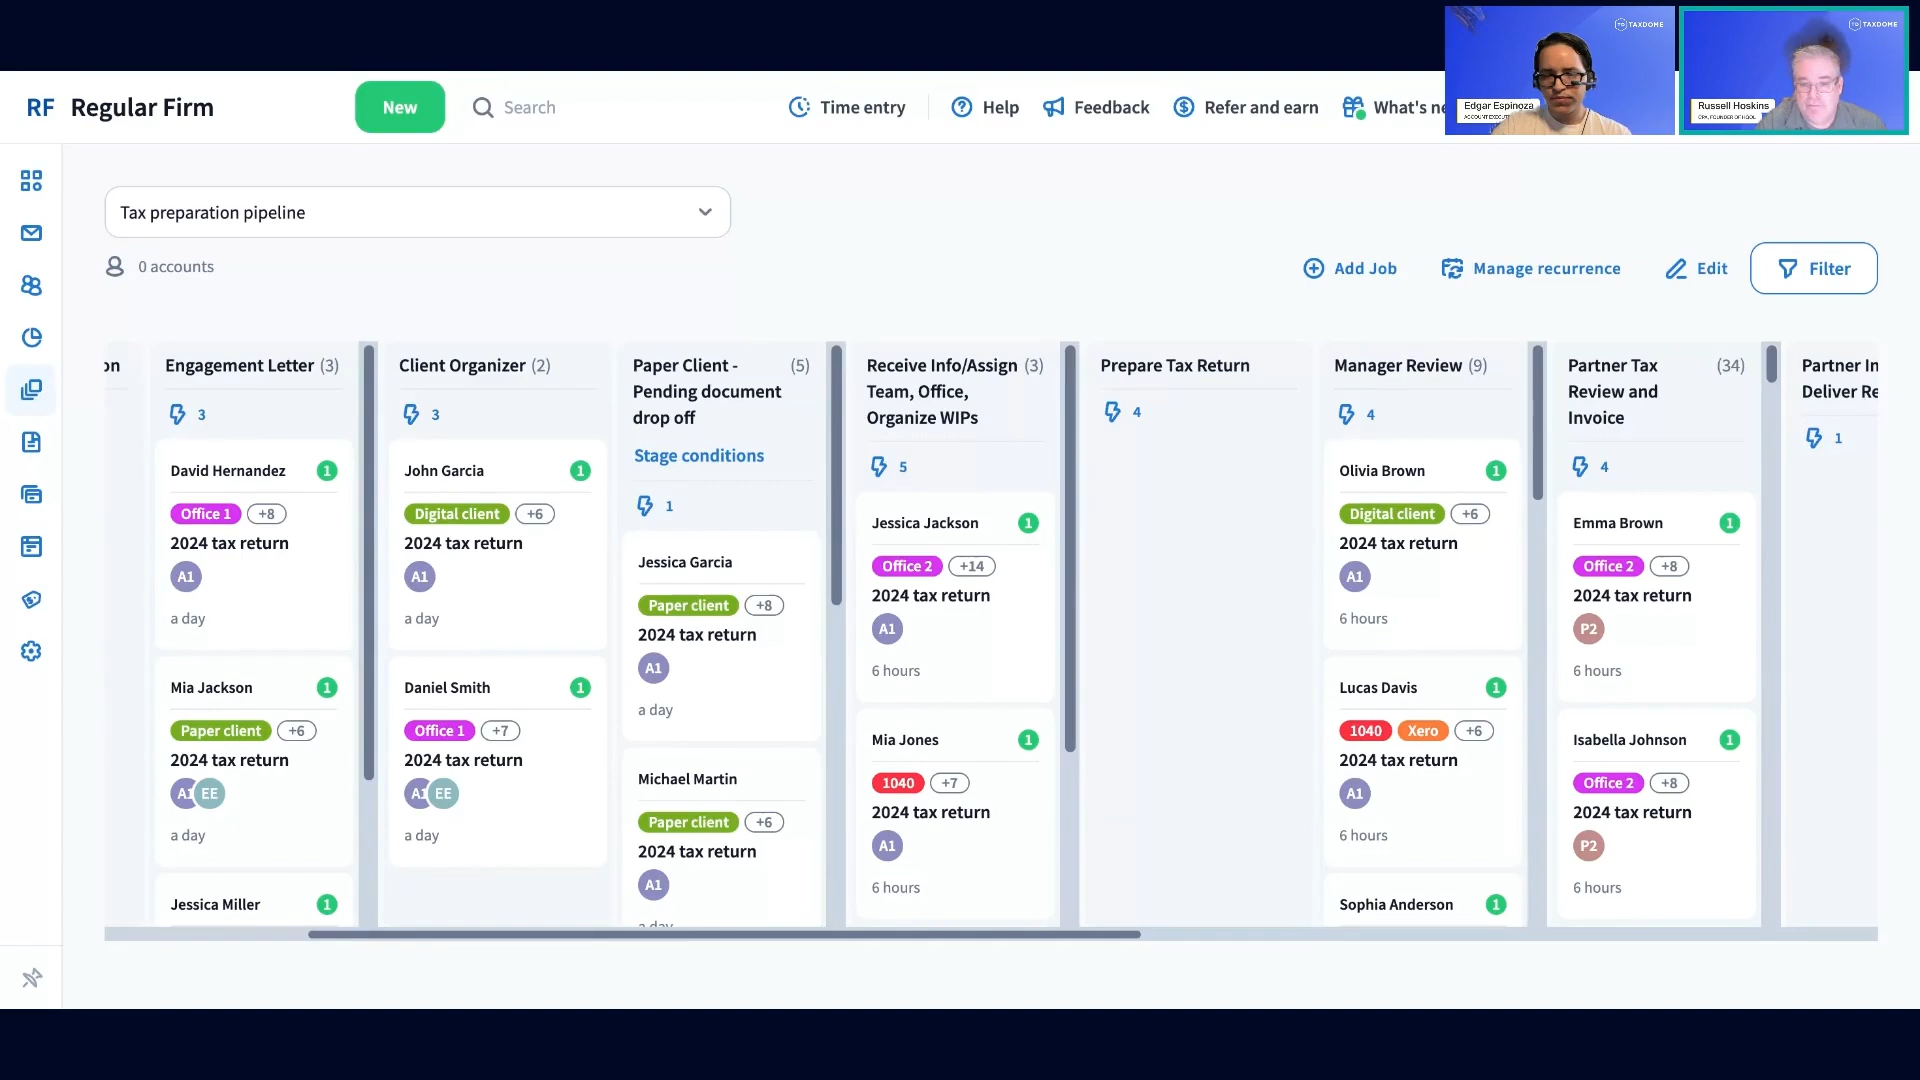 TAXDOME
TAXDOME
Edgar Espinoza
Russell Hoskins
RF Regular Firm
New
Search
Time entry
Help
Feedback
Refer and earn
What's ne
Tax preparation pipeline
0 accounts
Add Job
Manage recurrence
Edit
Filter
on
Engagement Letter (3)
3
David Hernandez 1
Office 1 +8
2024 tax return
A1
a day
Mia Jackson 1
Paper client +6
2024 tax return
A1 EE
a day
Jessica Miller 1
Client Organizer (2)
3
John Garcia 1
Digital client +6
2024 tax return
A1
a day
Daniel Smith 1
Office 1 +7
2024 tax return
A1 EE
a day
Paper Client - (5)
Pending document
drop off
Stage conditions
1
Jessica Garcia
Paper client +8
2024 tax return
A1
a day
Michael Martin
Paper client +6
2024 tax return
A1
a day
Receive Info/Assign (3)
Team, Office,
Organize WIPs
5
Jessica Jackson 1
Office 2 +14
2024 tax return
A1
6 hours
Mia Jones 1
1040 +7
2024 tax return
A1
6 hours
Prepare Tax Return
4
Manager Review (9)
4
Olivia Brown 1
Digital client +6
2024 tax return
A1
6 hours
Lucas Davis 1
1040 Xero +6
2024 tax return
A1
6 hours
Sophia Anderson 1
Partner Tax (34)
Review and
Invoice
4
Emma Brown 1
Office 2 +8
2024 tax return
P2
6 hours
Isabella Johnson 1
Office 2 +8
2024 tax return
P2
6 hours
Partner In
Deliver Re
1